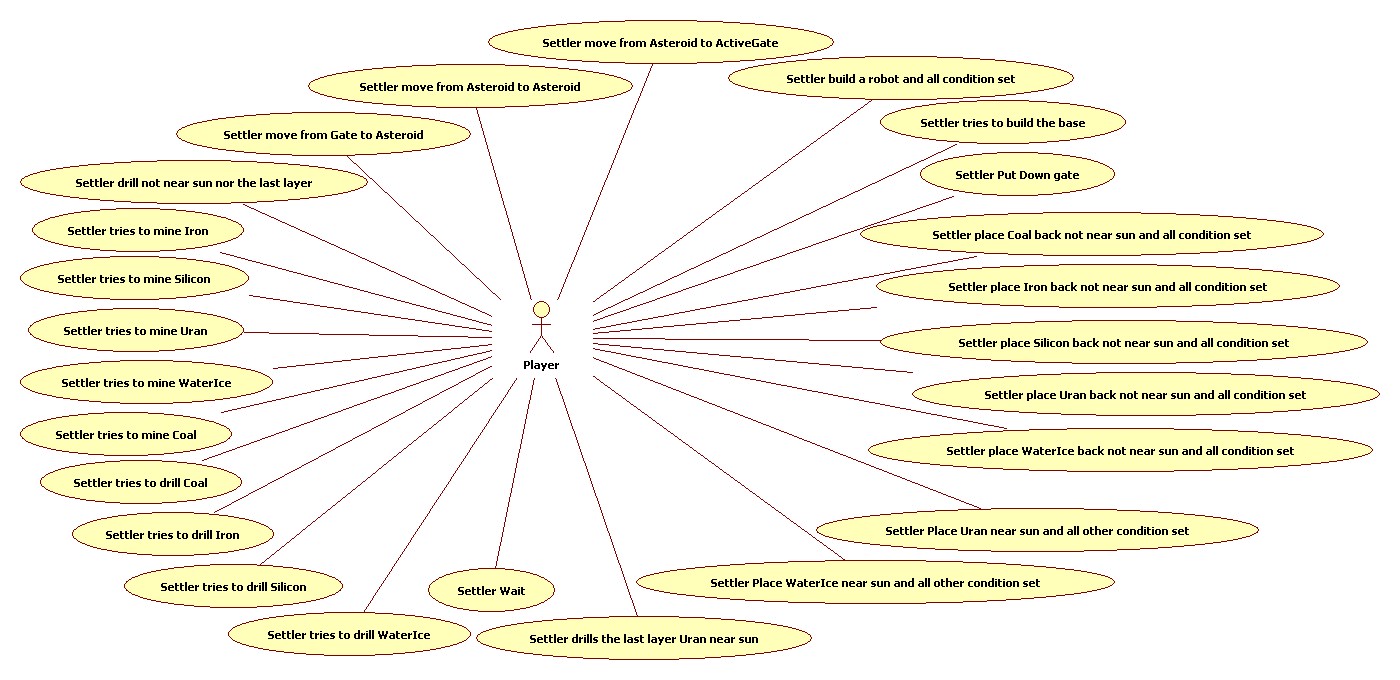 Settler move from Asteroid to ActiveGate
Settler build a robot and all condition set
Settler move from Asteroid to Asteroid
Settler tries to build the base
Settler move from Gate to Asteroid
Settler Put Down gate
Settler drill not near sun nor the last layer
Settler tries to mine Iron
Settler place Coal back not near sun and all condition set
Settler tries to mine Silicon
Settler place Iron back not near sun and all condition set
Settler tries to mine Uran
Settler place Silicon back not near sun and all condition set
Player
Settler tries to mine WaterIce
Settler place Uran back not near sun and all condition set
Settler tries to mine Coal
Settler place WaterIce back not near sun and all condition set
Settler tries to drill Coal
Settler tries to drill Iron
Settler Place Uran near sun and all other condition set
Settler tries to drill Silicon
Settler Wait
Settler Place WaterIce near sun and all other condition set
Settler tries to drill WaterIce
Settler drills the last layer Uran near sun